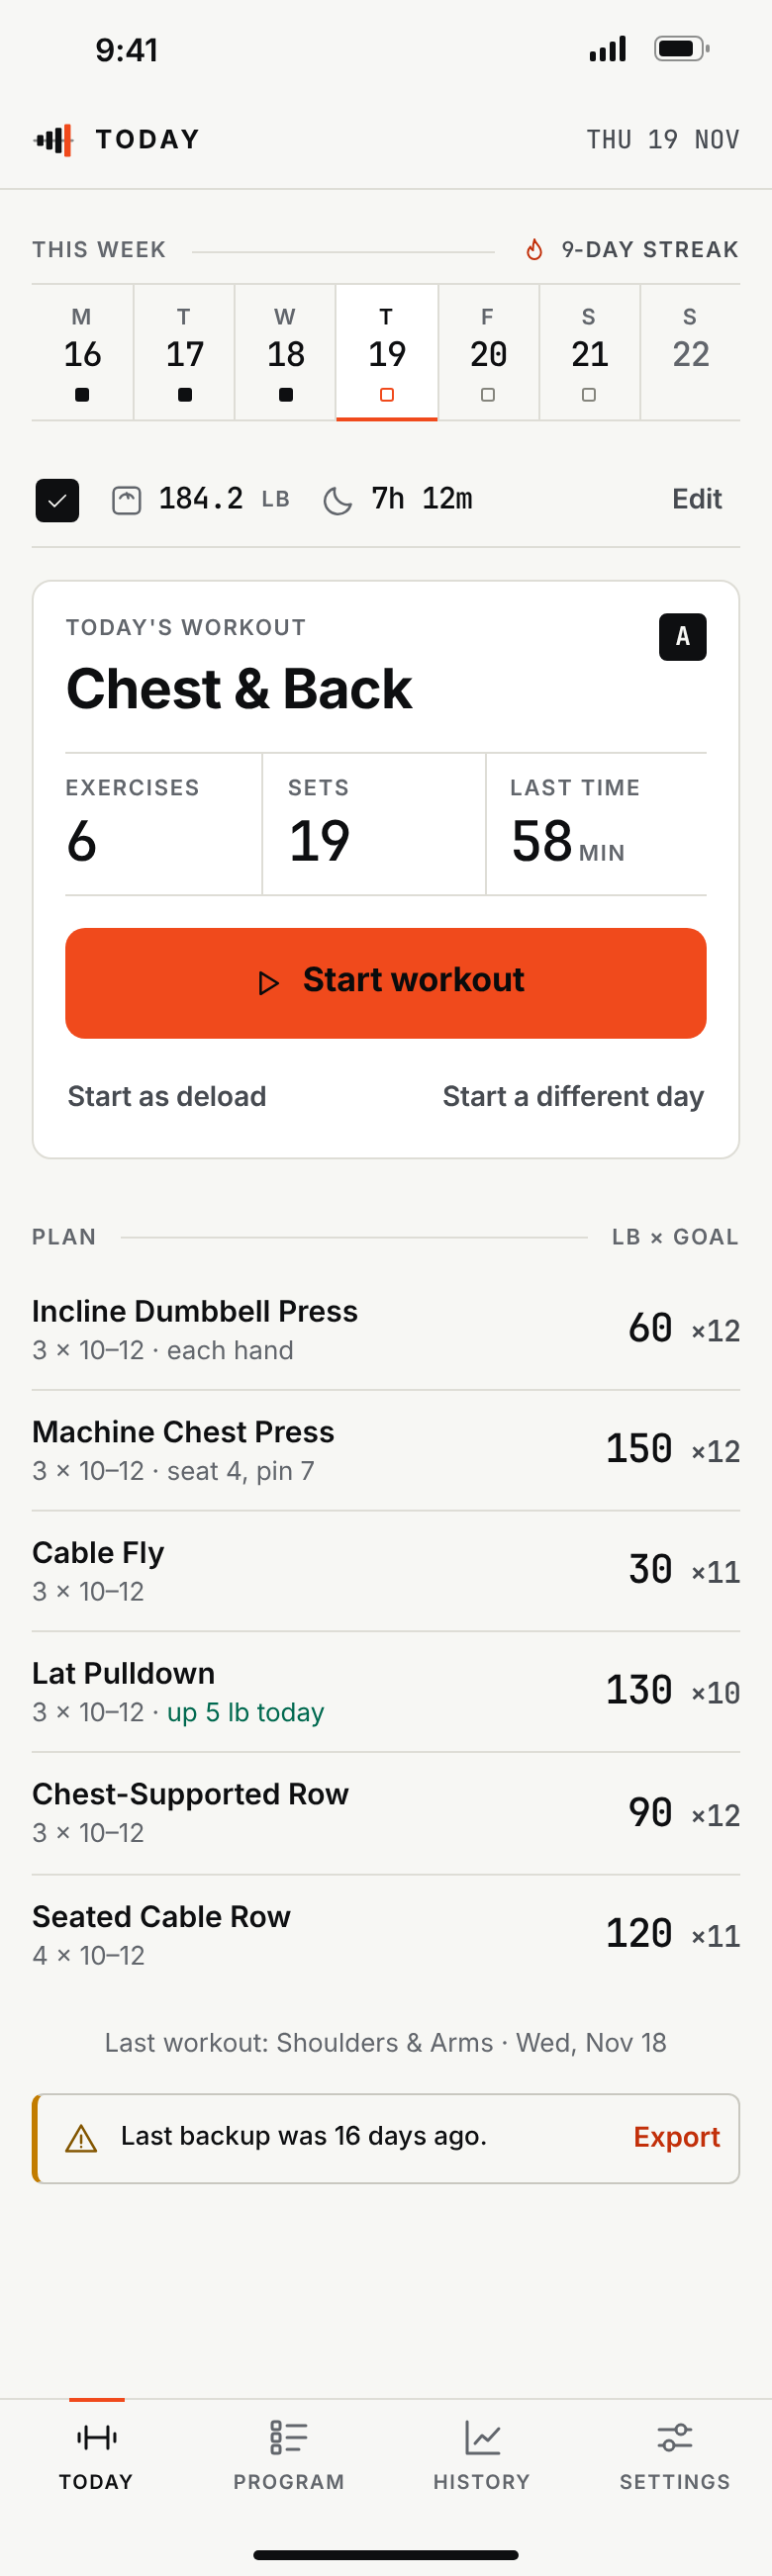 9:41
TODAY THU 19 NOV
THIS WEEK 9-DAY STREAK
M T W T F S S
16 17 18 19 20 21 22
184.2 LB 7h 12m Edit
TODAY'S WORKOUT A
Chest & Back
EXERCISES SETS LAST TIME
6 19 58 MIN
Start workout
Start as deload Start a different day
PLAN LB × GOAL
Incline Dumbbell Press 60 ×12
3 × 10–12 · each hand
Machine Chest Press 150 ×12
3 × 10–12 · seat 4, pin 7
Cable Fly 30 ×11
3 × 10–12
Lat Pulldown 130 ×10
3 × 10–12 · up 5 lb today
Chest-Supported Row 90 ×12
3 × 10–12
Seated Cable Row 120 ×11
4 × 10–12
Last workout: Shoulders & Arms · Wed, Nov 18
Last backup was 16 days ago. Export
TODAY PROGRAM HISTORY SETTINGS